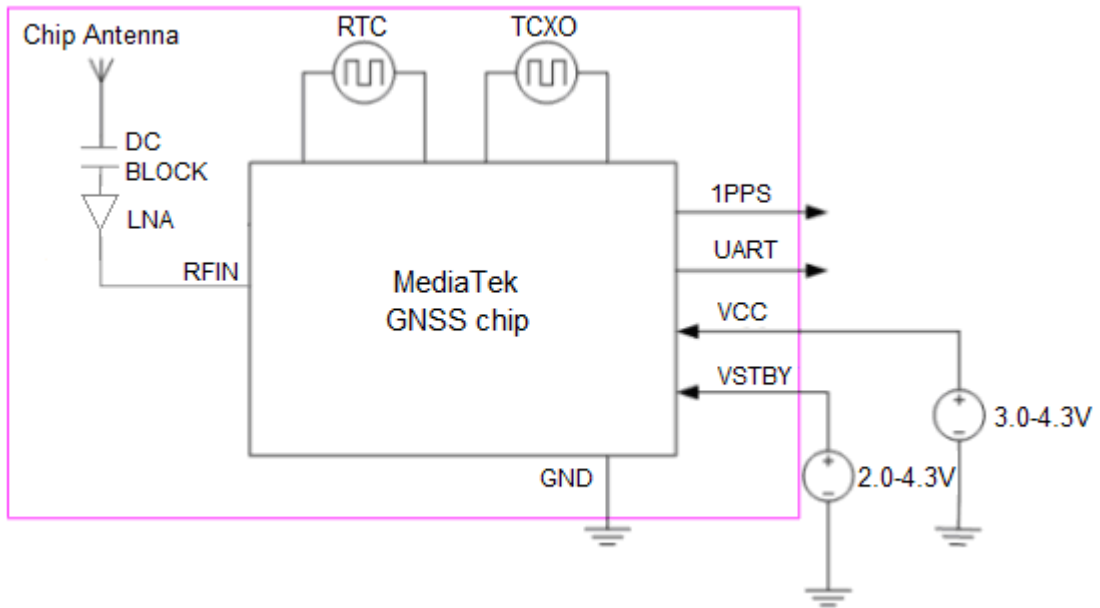 Chip Antenna
RTC
TCXO
DC
BLOCK
LNA
RFIN
MediaTek
GNSS chip
1PPS
UART
VCC
VSTBY
GND
+
-
3.0-4.3V
+
-
2.0-4.3V